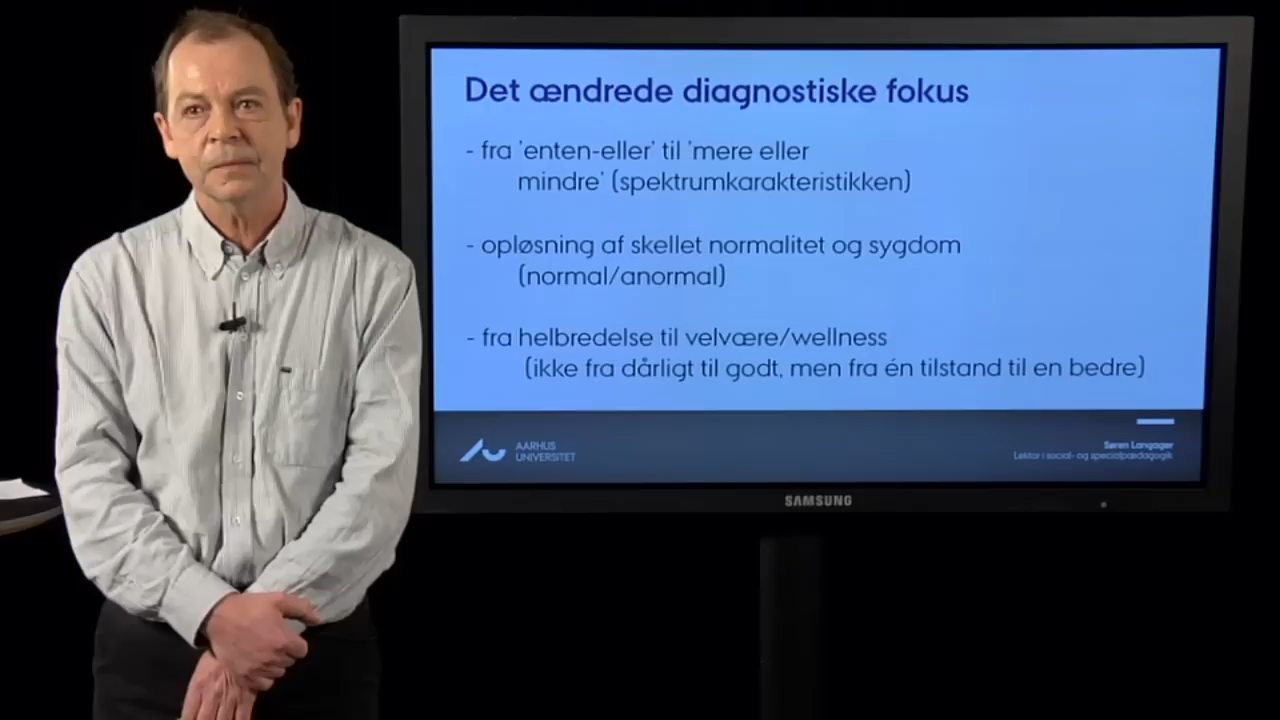 Det ændrede diagnostiske fokus
- fra 'enten-eller' til 'mere eller
mindre' (spektrumkarakteristikken)
- opløsning af skellet normalitet og sygdom
(normal/anormal)
- fra helbredelse til velvære/wellness
(ikke fra dårligt til godt, men fra én tilstand til en bedre)
AARHUS
UNIVERSITET
Søren Langager
Lektor i social- og specialpædagogik
SAMSUNG